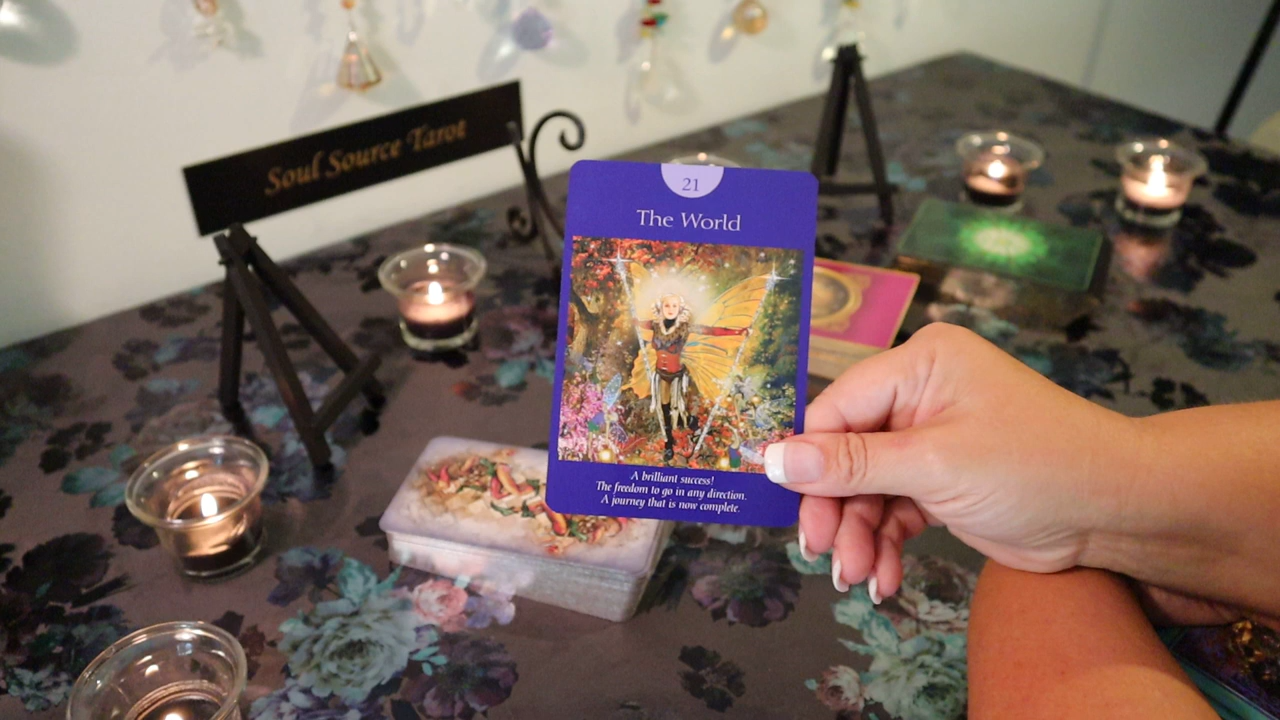 Soul Source Tarot
21
The World
A brilliant success!
The freedom to go in any direction.
A journey that is now complete.